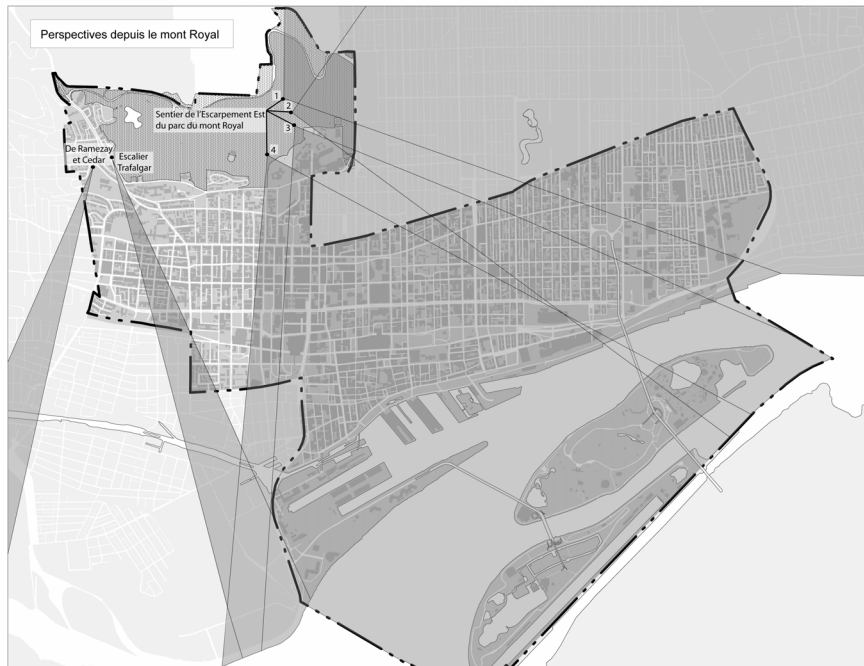 Perspectives depuis le mont Royal
1
2
Sentier de l'Escarpement Est
du parc du mont Royal
3
4
De Ramezay
et Cedar
Escalier
Trafalgar